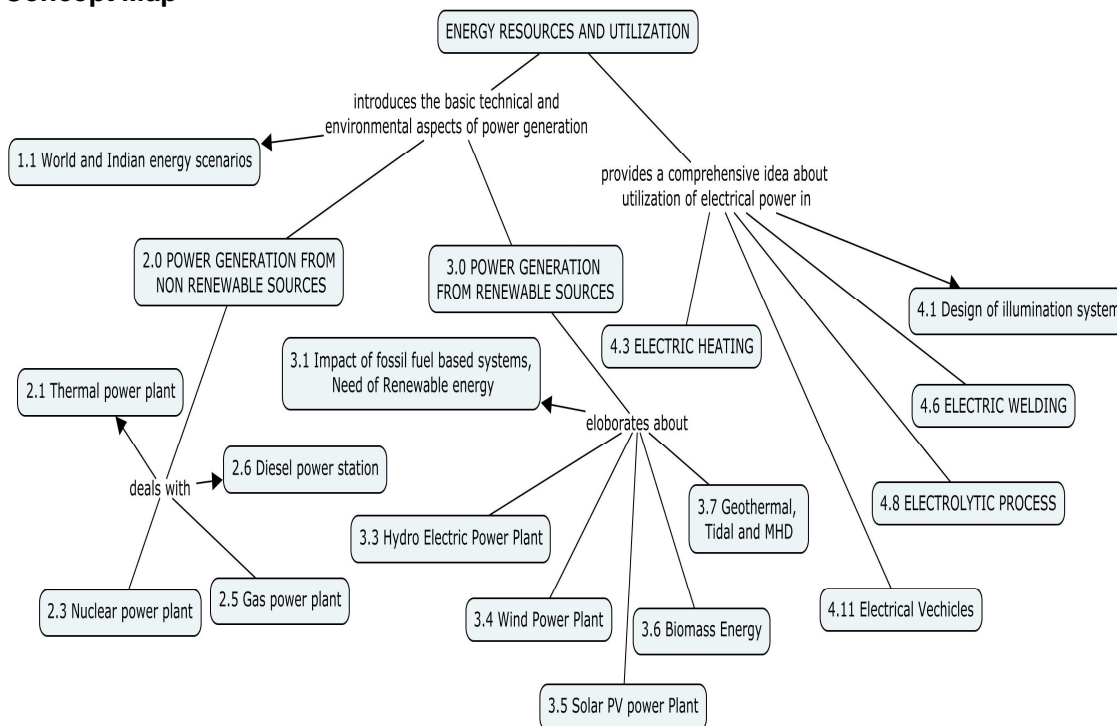 Concept Map
ENERGY RESOURCES AND UTILIZATION
introduces the basic technical and
environmental aspects of power generation
1.1 World and Indian energy scenarios
provides a comprehensive idea about
utilization of electrical power in
2.0 POWER GENERATION FROM
NON RENEWABLE SOURCES
3.0 POWER GENERATION
FROM RENEWABLE SOURCES
4.1 Design of illumination system
4.3 ELECTRIC HEATING
3.1 Impact of fossil fuel based systems,
Need of Renewable energy
2.1 Thermal power plant
4.6 ELECTRIC WELDING
eloborates about
2.6 Diesel power station
deals with
3.7 Geothermal,
Tidal and MHD
4.8 ELECTROLYTIC PROCESS
3.3 Hydro Electric Power Plant
2.3 Nuclear power plant
2.5 Gas power plant
3.4 Wind Power Plant
3.6 Biomass Energy
4.11 Electrical Vechicles
3.5 Solar PV power Plant